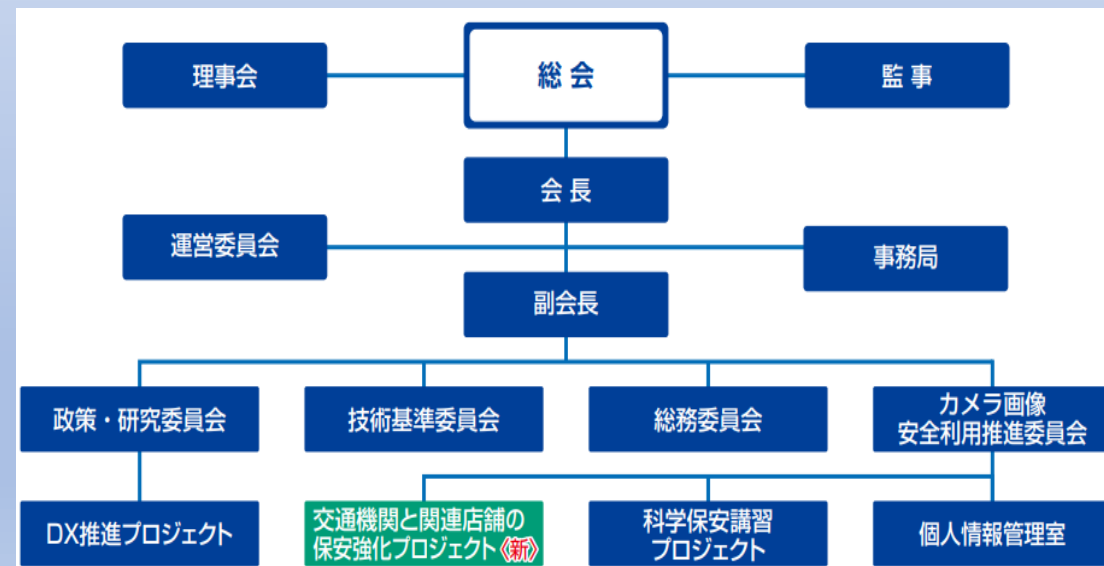 理事会
総会
監事
会長
運営委員会
事務局
副会長
政策・研究委員会
技術基準委員会
総務委員会
カメラ画像
安全利用推進委員会
DX推進プロジェクト
交通機関と関連店舗の
保安強化プロジェクト《新》
科学保安講習
プロジェクト
個人情報管理室